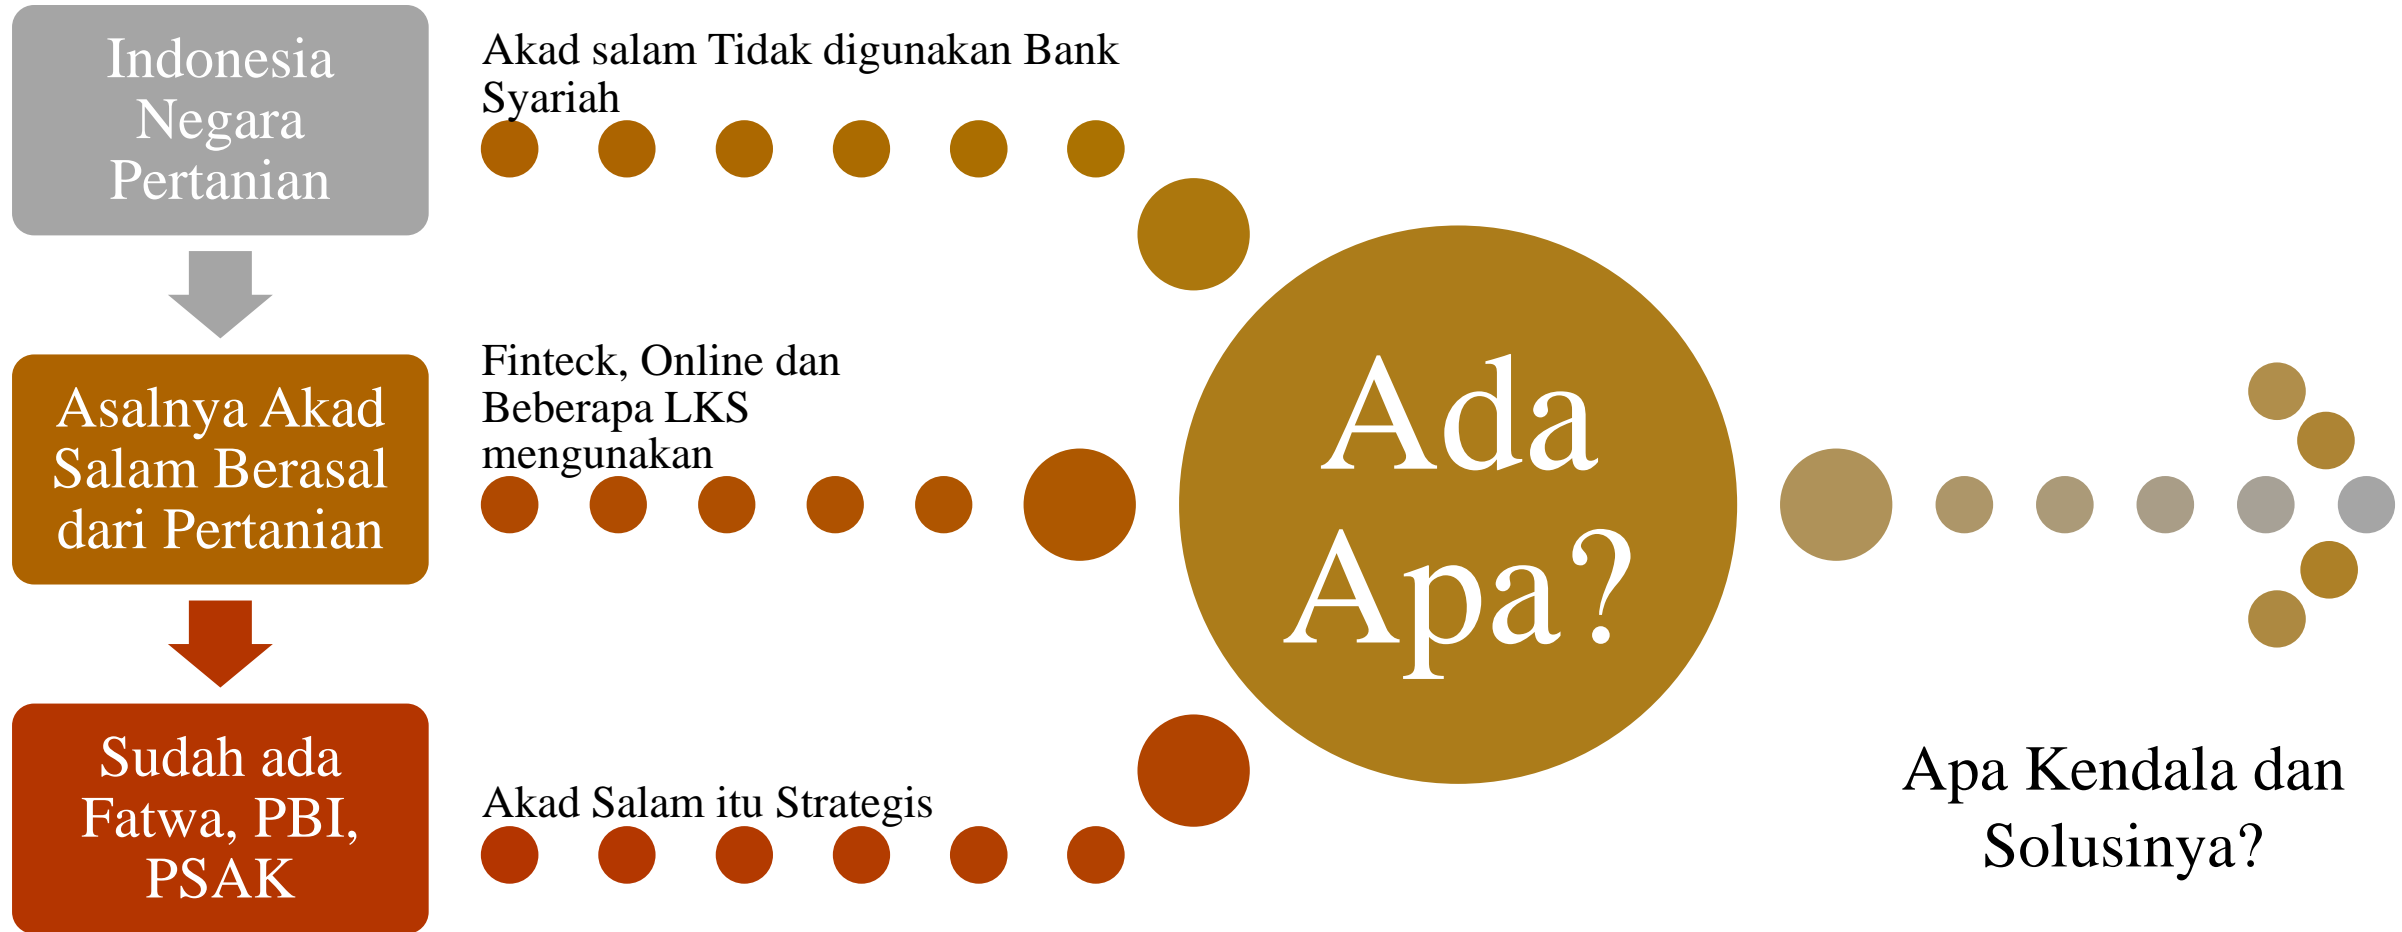 Indonesia
Negara
Pertanian
Asalnya Akad
Salam Berasal
dari Pertanian
Sudah ada
Fatwa, PBI,
PSAK
Akad salam Tidak digunakan Bank
Syariah
Finteck, Online dan
Beberapa LKS
mengunakan
Akad Salam itu Strategis
Ada
Apa?
Apa Kendala dan
Solusinya?